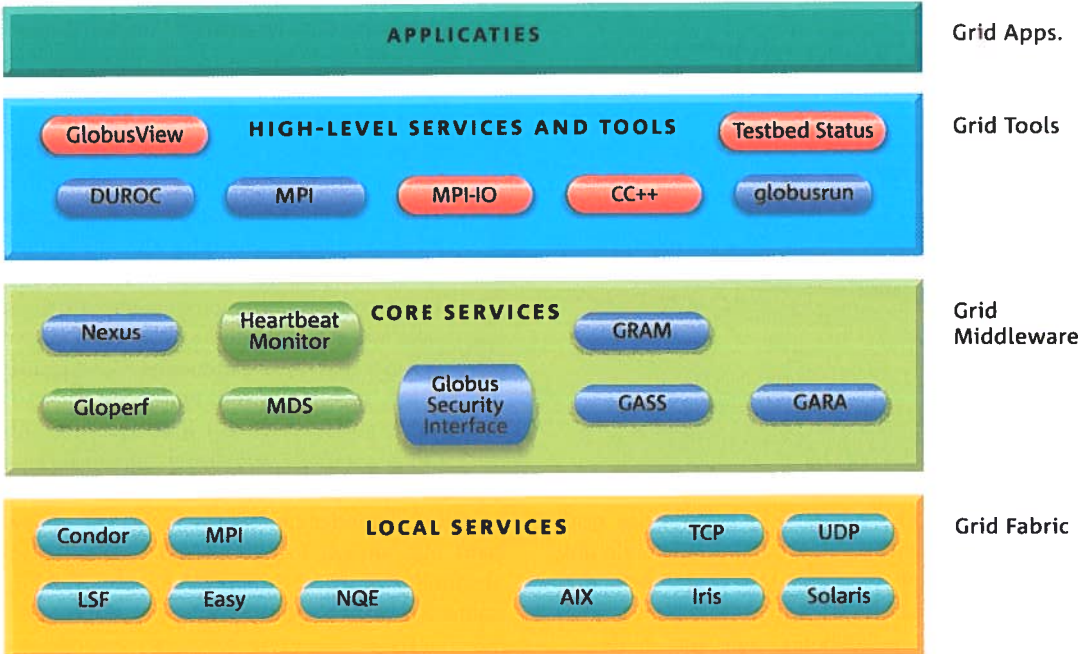 APPLICATIES
Grid Apps.
HIGH-LEVEL SERVICES AND TOOLS
Grid Tools
GlobusView
Testbed Status
DUROC
MPI
MPI-IO
CC++
globusrun
CORE SERVICES
Grid
Middleware
Nexus
Heartbeat
Monitor
GRAM
Gloperf
MDS
Globus
Security
Interface
GASS
GARA
LOCAL SERVICES
Grid Fabric
Condor
MPI
TCP
UDP
LSF
Easy
NQE
AIX
Iris
Solaris